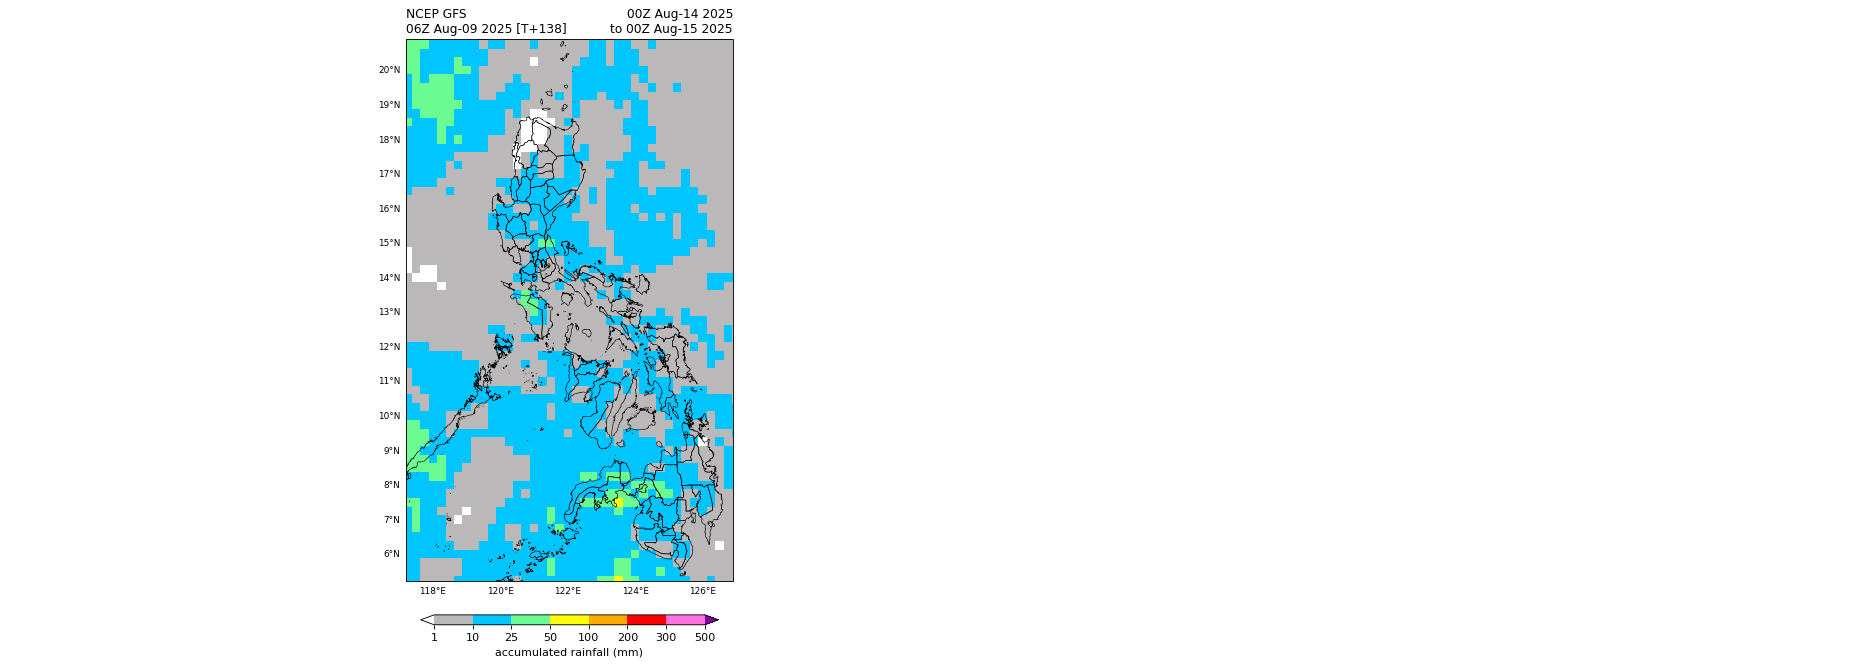 NCEP GFS 00Z Aug-14 2025
06Z Aug-09 2025 [T+138] to 00Z Aug-15 2025
20°N
19°N
18°N
17°N
16°N
15°N
14°N
13°N
12°N
11°N
10°N
9°N
8°N
7°N
6°N
118°E 120°E 122°E 124°E 126°E
1 10 25 50 100 200 300 500
accumulated rainfall (mm)